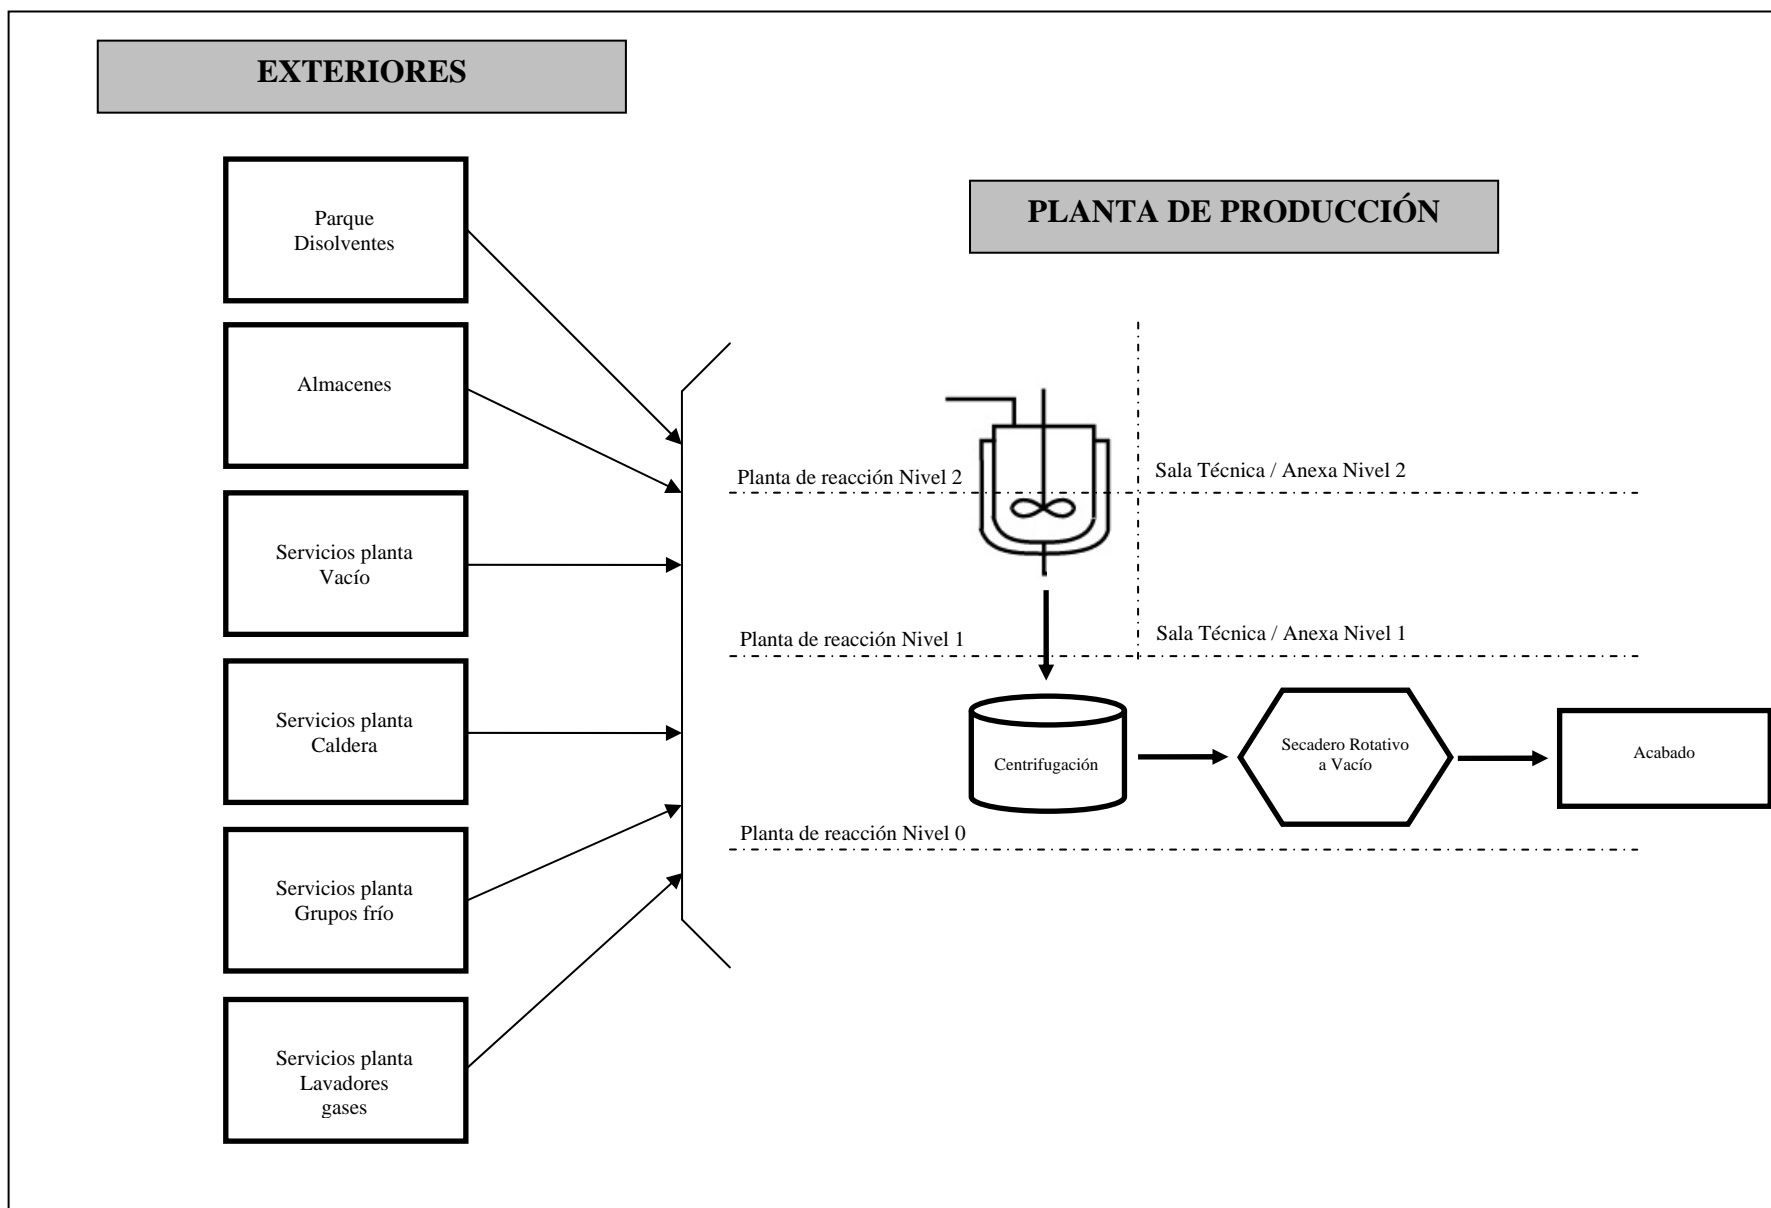 EXTERIORES
Parque
Disolventes
Almacenes
Servicios planta
Vacío
Servicios planta
Caldera
Servicios planta
Grupos frío
Servicios planta
Lavadores
gases
PLANTA DE PRODUCCIÓN
Planta de reacción Nivel 2
Sala Técnica / Anexa Nivel 2
Planta de reacción Nivel 1
Sala Técnica / Anexa Nivel 1
Centrifugación
Secadero Rotativo
a Vacío
Acabado
Planta de reacción Nivel 0